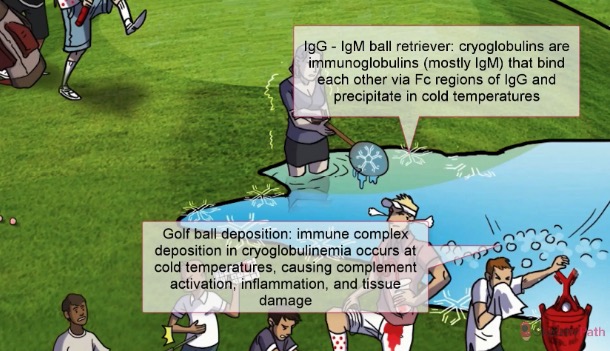 IgG - IgM ball retriever: cryoglobulins are
immunoglobulins (mostly IgM) that bind
each other via Fc regions of IgG and
precipitate in cold temperatures
Golf ball deposition: immune complex
deposition in cryoglobulinemia occurs at
cold temperatures, causing complement
activation, inflammation, and tissue
damage